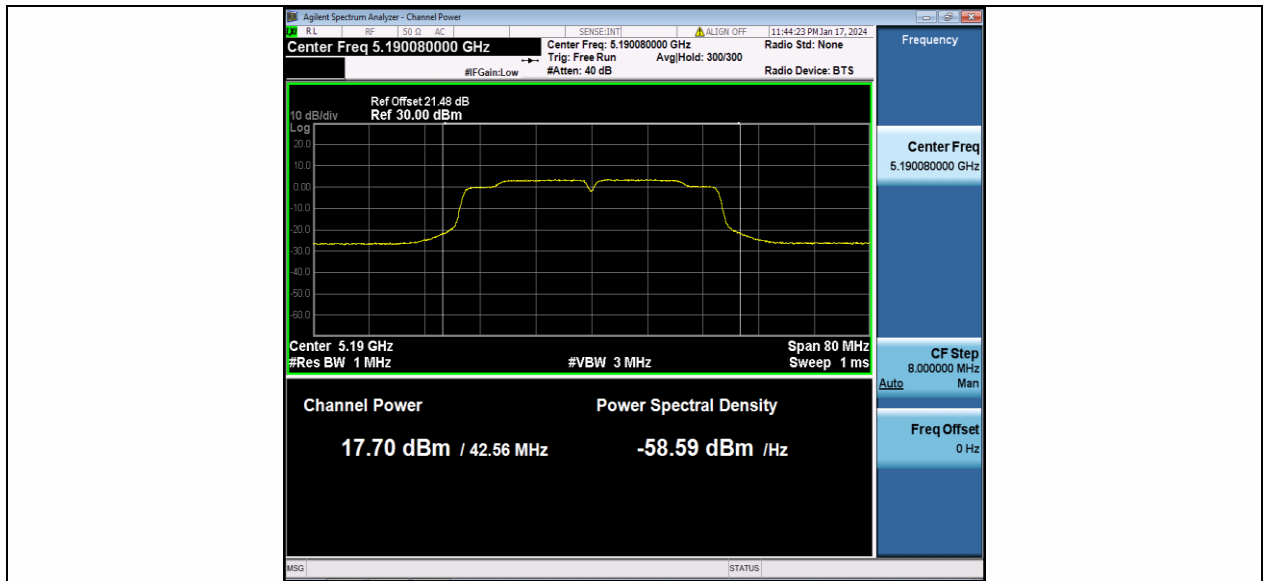 Agilent Spectrum Analyzer - Channel Power
RL RF 50 Ω AC SENSE:INT ALIGN OFF 11:44:23 PM Jan 17, 2024
Center Freq 5.190080000 GHz
Center Freq: 5.190080000 GHz Radio Std: None
Trig: Free Run Avg|Hold: 300/300
#IFGain:Low #Atten: 40 dB Radio Device: BTS
Ref Offset 21.48 dB
10 dB/div Ref 30.00 dBm
Log
20.0
10.0
0.00
-10.0
-20.0
-30.0
-40.0
-50.0
-60.0
Center 5.19 GHz Span 80 MHz
#Res BW 1 MHz #VBW 3 MHz Sweep 1 ms
Channel Power Power Spectral Density
17.70 dBm / 42.56 MHz -58.59 dBm /Hz
Frequency
Center Freq
5.190080000 GHz
CF Step
8.000000 MHz
Auto Man
Freq Offset
0 Hz
MSG STATUS